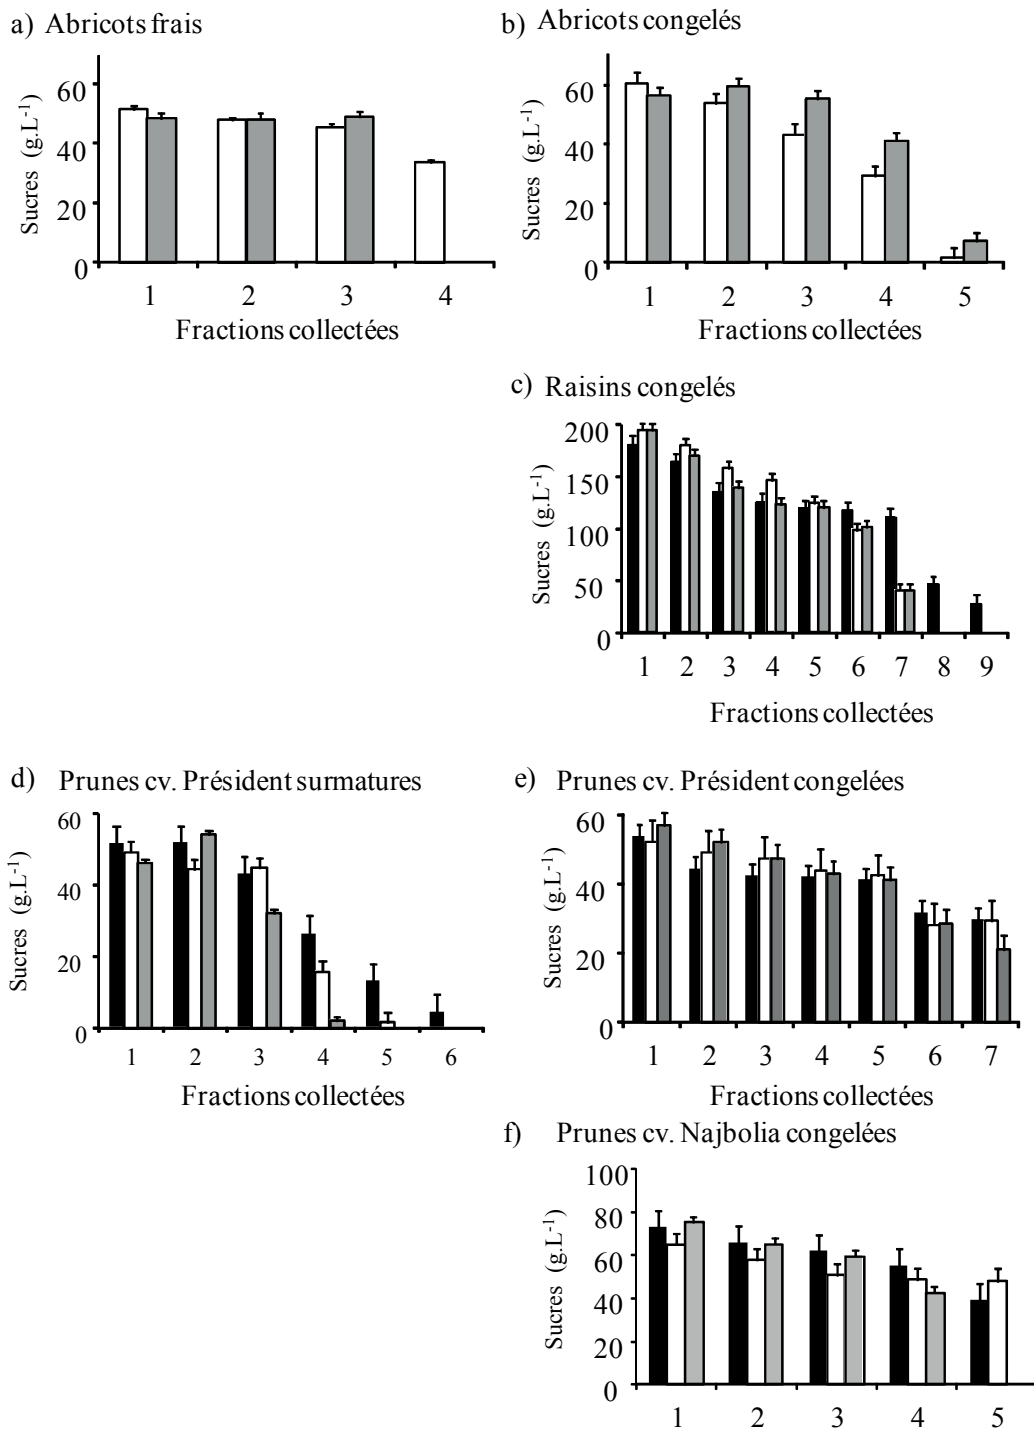 a) Abricots frais
Sucres (g.L-1)
60
40
20
0
1 2 3 4
Fractions collectées
b) Abricots congelés
Sucres (g.L-1)
60
40
20
0
1 2 3 4 5
Fractions collectées
c) Raisins congelés
Sucres (g.L-1)
200
150
100
50
0
1 2 3 4 5 6 7 8 9
Fractions collectées
d) Prunes cv. Président surmatures
Sucres (g.L-1)
60
40
20
0
1 2 3 4 5 6
Fractions collectées
e) Prunes cv. Président congelées
Sucres (g.L-1)
60
40
20
0
1 2 3 4 5 6 7
Fractions collectées
f) Prunes cv. Najbolia congelées
Sucres (g.L-1)
100
80
60
40
20
0
1 2 3 4 5